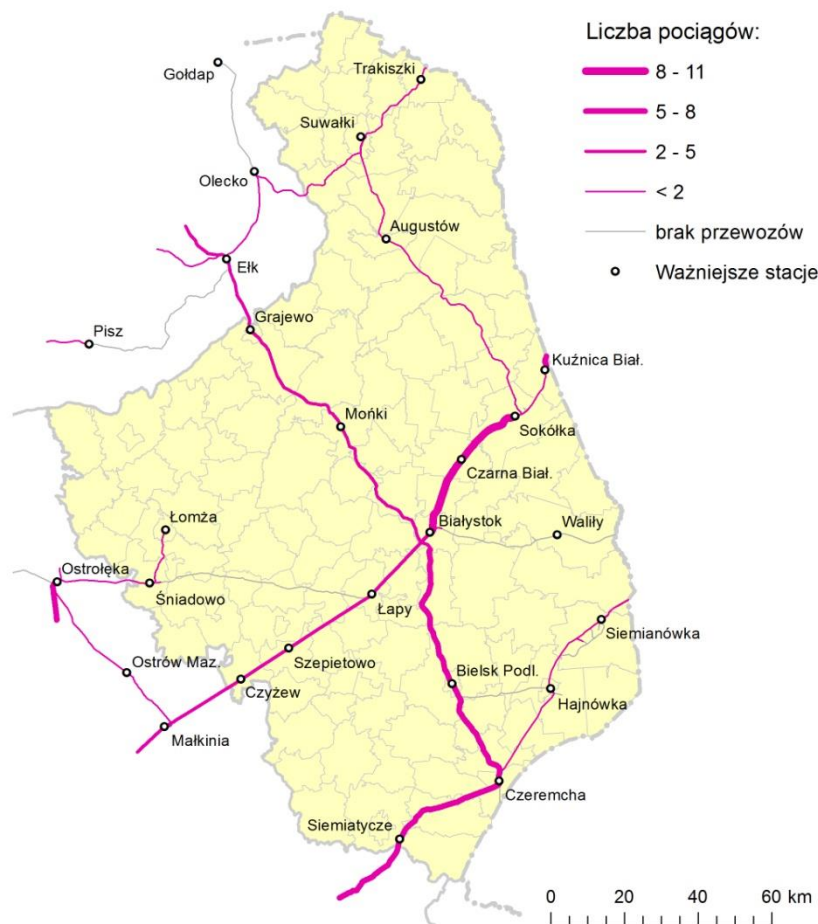 Liczba pociągów:
8 - 11
5 - 8
2 - 5
< 2
brak przewozów
Ważniejsze stacje
Gołdap
Trakiszki
Suwałki
Olecko
Augustów
Ełk
Grajewo
Pisz
Kuźnica Biał.
Mońki
Sokółka
Czarna Biał.
Łomża
Białystok
Waliły
Ostrołęka
Śniadowo
Łapy
Siemianówka
Szepietowo
Ostrów Maz.
Bielsk Podl.
Czyżew
Hajnówka
Małkinia
Czeremcha
Siemiatycze
0 20 40 60 km